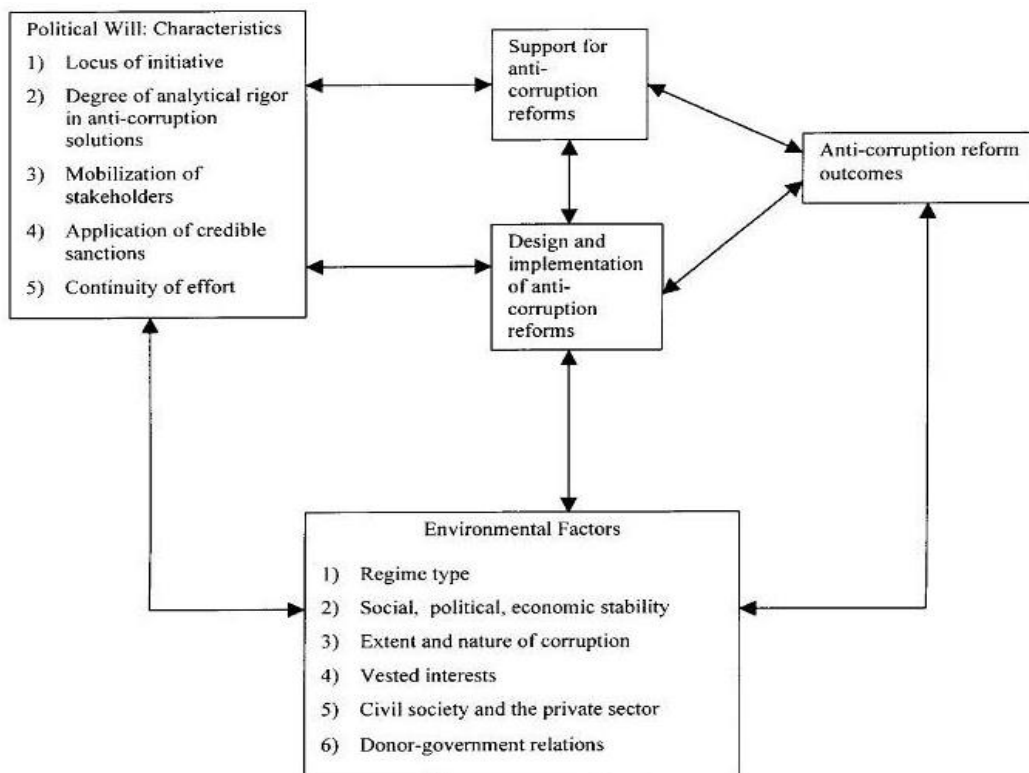 Political Will: Characteristics
1) Locus of initiative
2) Degree of analytical rigor
in anti-corruption
solutions
3) Mobilization of
stakeholders
4) Application of credible
sanctions
5) Continuity of effort
Support for
anti-
corruption
reforms
Design and
implementation
of anti-
corruption
reforms
Anti-corruption reform
outcomes
Environmental Factors
1) Regime type
2) Social, political, economic stability
3) Extent and nature of corruption
4) Vested interests
5) Civil society and the private sector
6) Donor-government relations